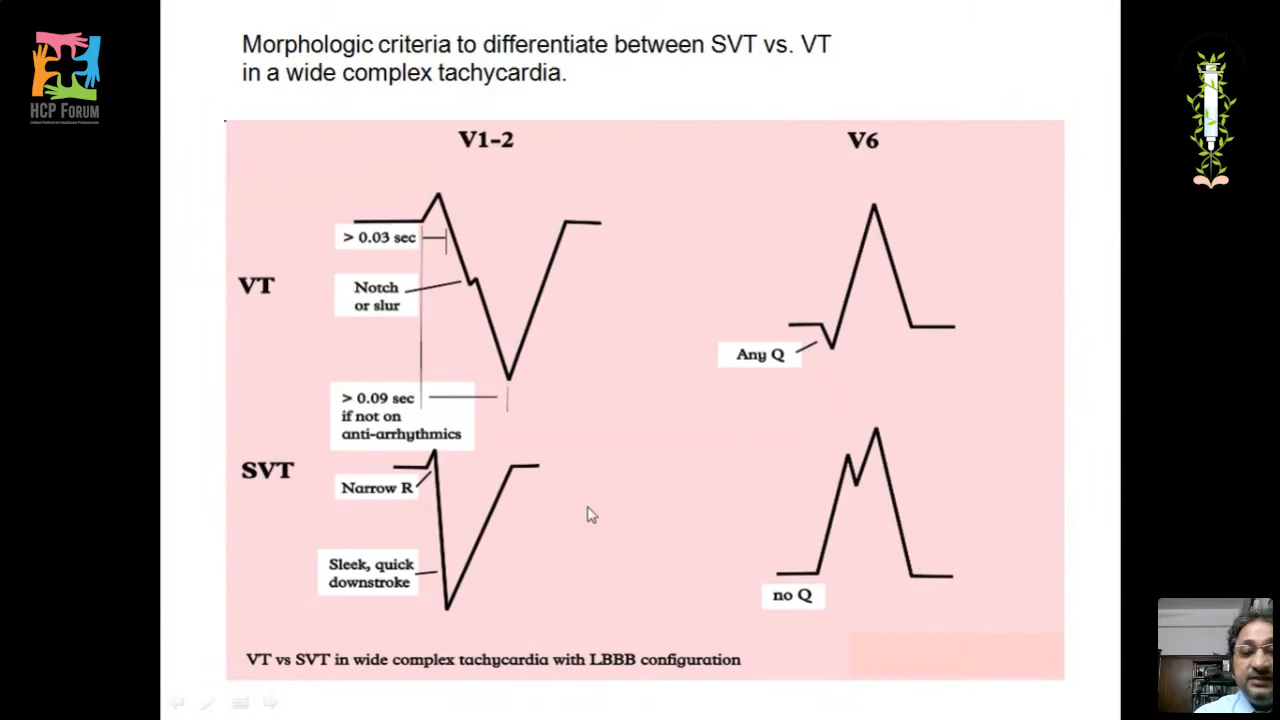 Morphologic criteria to differentiate between SVT vs. VT
in a wide complex tachycardia.
HCP FORUM
V1-2
V6
> 0.03 sec
VT
Notch
or slur
Any Q
> 0.09 sec
if not on
anti-arrhythmics
SVT
Narrow R
Sleek, quick
downstroke
no Q
VT vs SVT in wide complex tachycardia with LBBB configuration